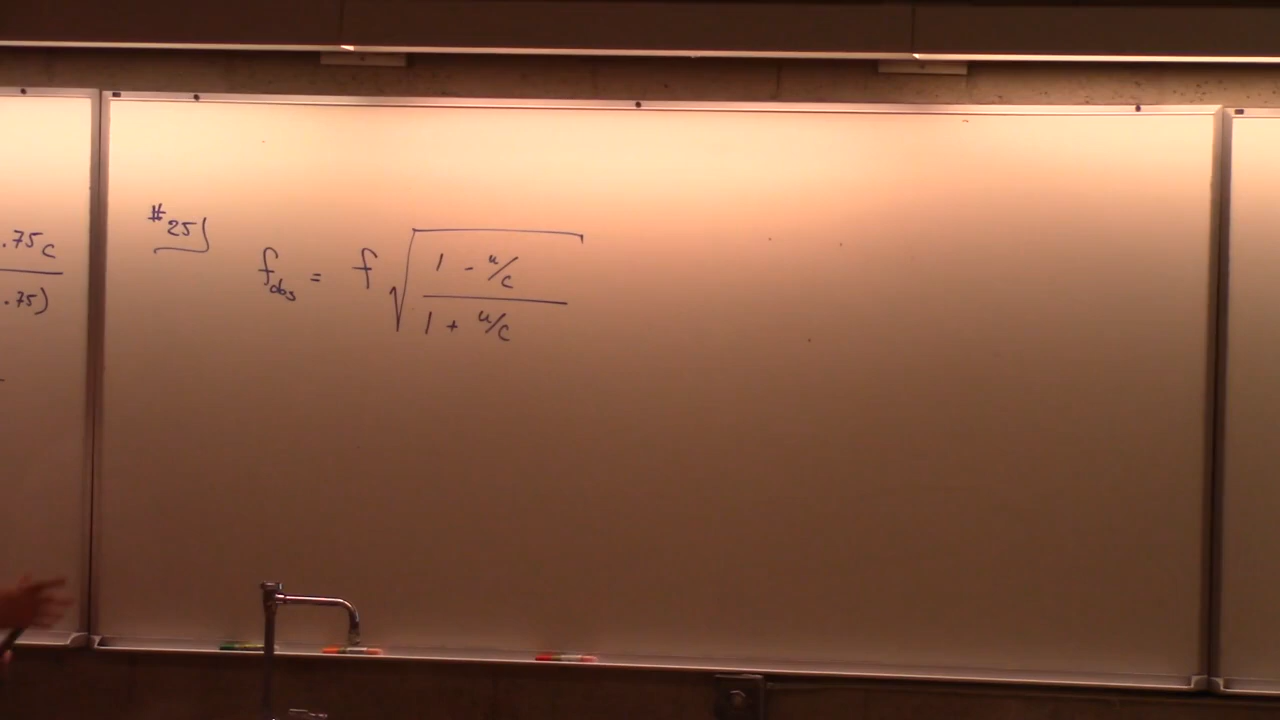 .75c
.75)
#25)
f_obs = f √((1 - u/c)/(1 + u/c))